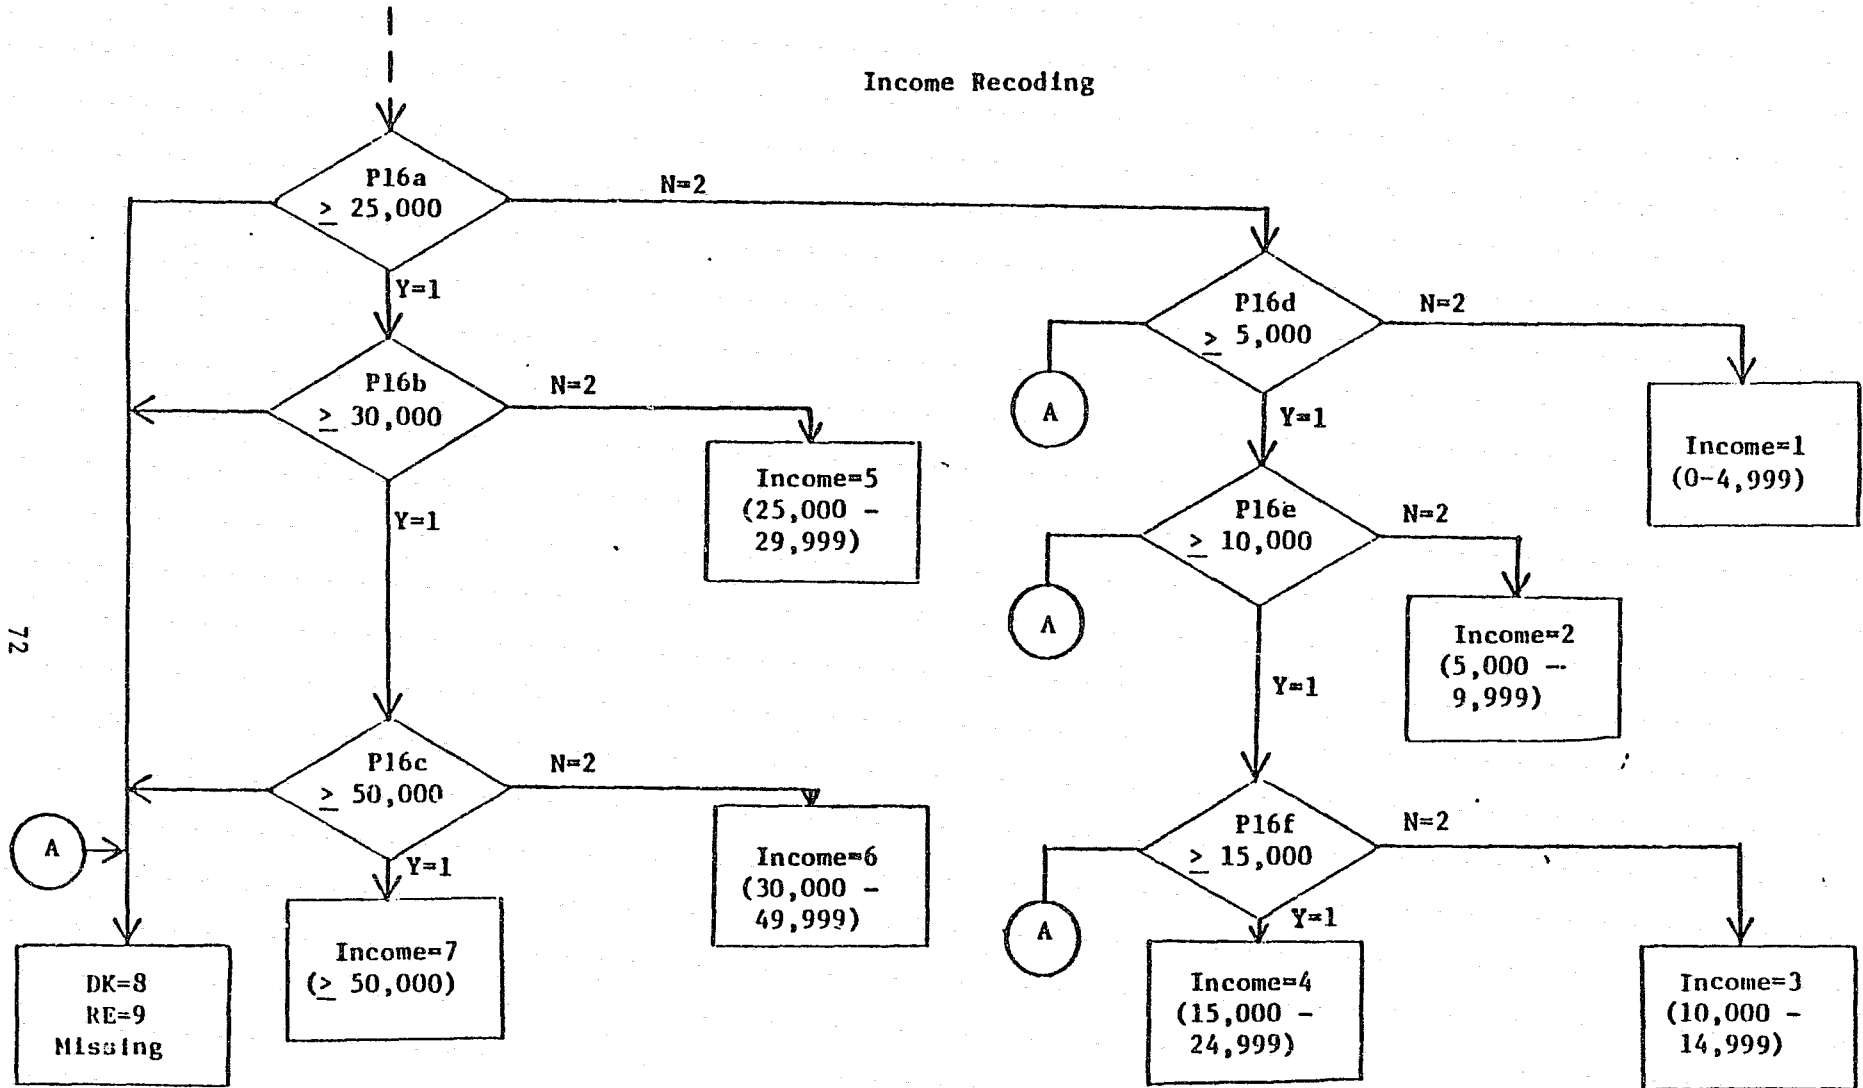 Income Recoding
P16a
≥ 25,000
N=2
Y=1
P16b
≥ 30,000
N=2
Income=5
(25,000 -
29,999)
Y=1
P16c
≥ 50,000
N=2
Income=6
(30,000 -
49,999)
Y=1
Income=7
(≥ 50,000)
A
DK=8
RE=9
Missing
P16d
≥ 5,000
N=2
Income=1
(0-4,999)
A
Y=1
P16e
≥ 10,000
N=2
Income=2
(5,000 -
9,999)
A
Y=1
P16f
≥ 15,000
N=2
Income=3
(10,000 -
14,999)
A
Y=1
Income=4
(15,000 -
24,999)
72